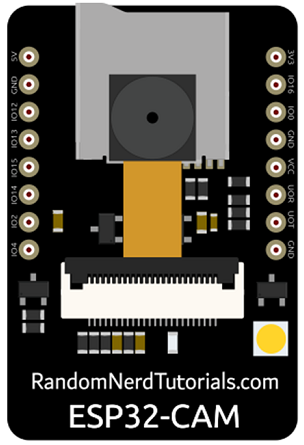 5V
GND
IO12
IO13
IO15
IO14
IO2
IO4
3V3
IO16
IO0
GND
VCC
UOR
UOT
GND
RandomNerdTutorials.com
ESP32-CAM